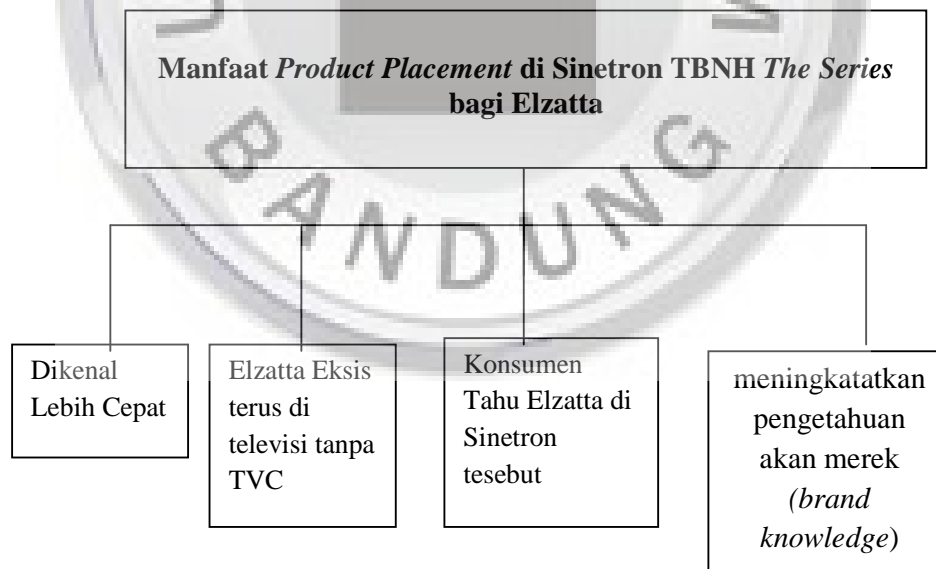 Manfaat Product Placement di Sinetron TBNH The Series
bagi Elzatta
BANDUNG
Dikenal
Lebih Cepat
Elzatta Eksis
terus di
televisi tanpa
TVC
Konsumen
Tahu Elzatta di
Sinetron
tesebut
meningkatatkan
pengetahuan
akan merek
(brand
knowledge)